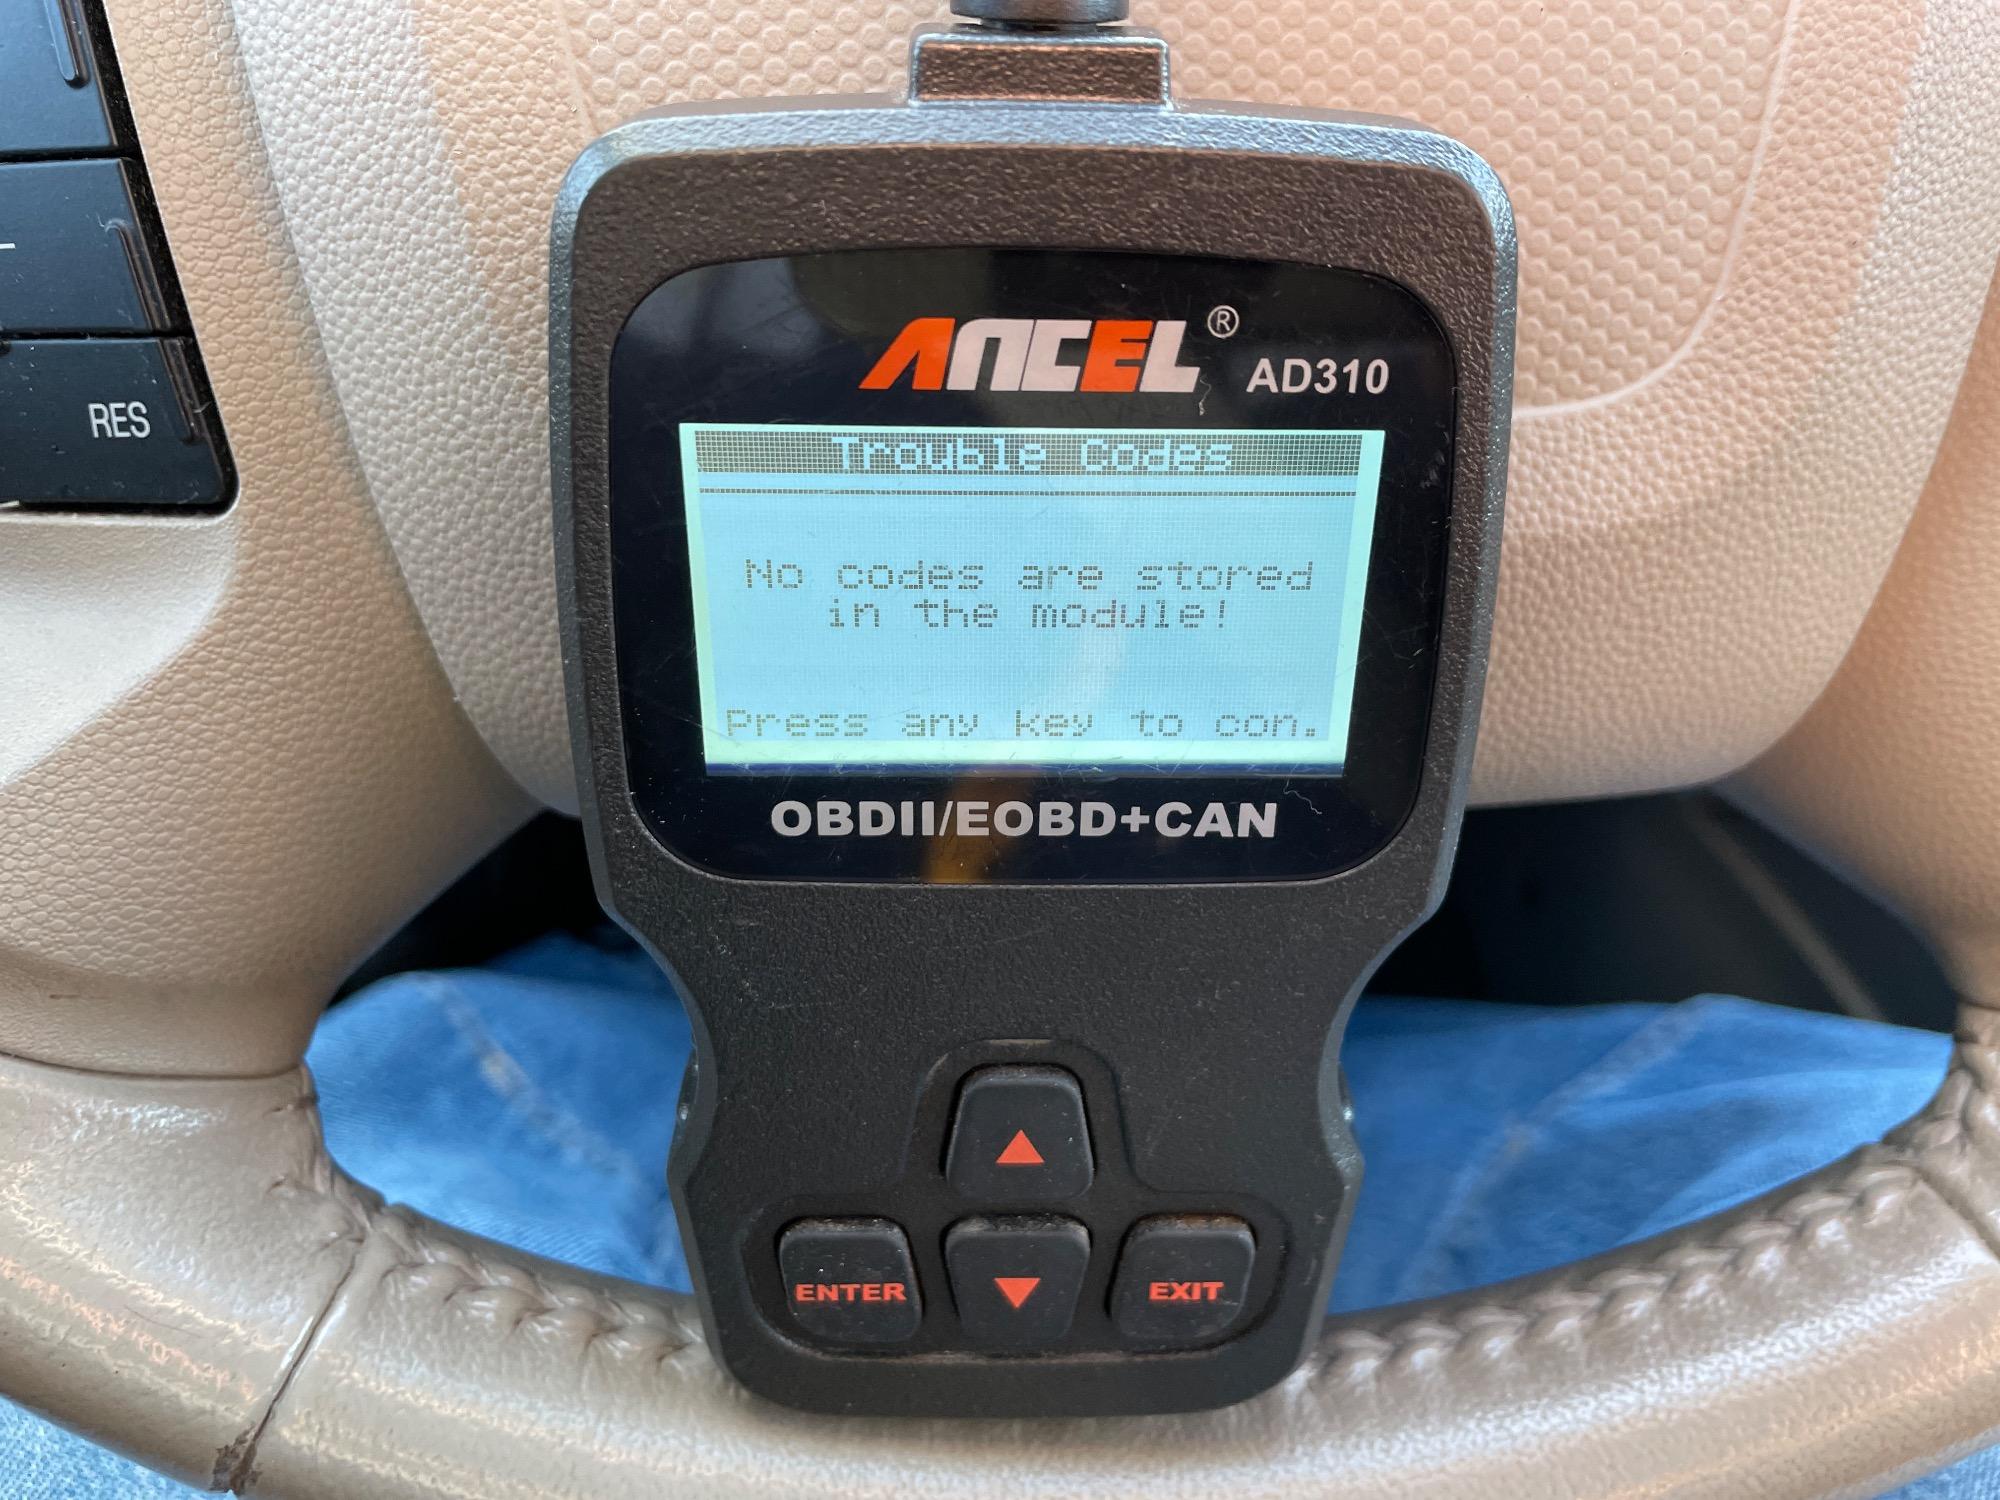 RES
ANCEL® AD310
Trouble Codes
No codes are stored
in the module!
Press any key to con.
OBDII/EOBD+CAN
ENTER
EXIT